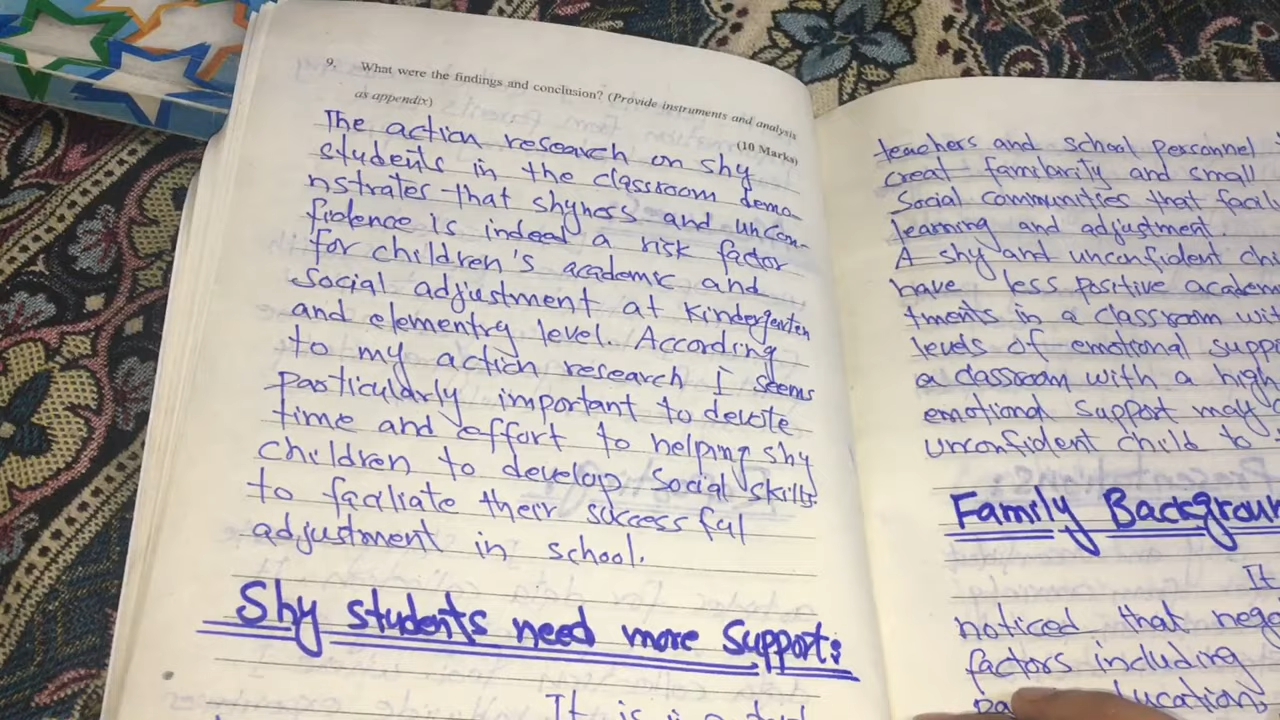 9. What were the findings and conclusion? (Provide instruments and analysis
as appendix)
(10 Marks)
The action research on shy
students in the classroom demo-
nstrates that shyness and uncon-
fidence is indeed a risk factor
for children's academic and
Social adjustment at Kindergarten
and elementry level. According
to my action research I seems
particularly important to devote
time and effort to helping shy
children to develop Social skills
to faciliate their success ful
adjustment in school.
Shy students need more Support:
It is
teachers and school personnel
creat familarity and small
Social communities that facil
learning and adjustment.
A shy and unconfident chi
have less positive academ
tments in a classroom wit
levels of emotional supp
a classroom with a high
emotional support may
unconfident child to
Family Backgroun
It
noticed that nega
factors including
ducation